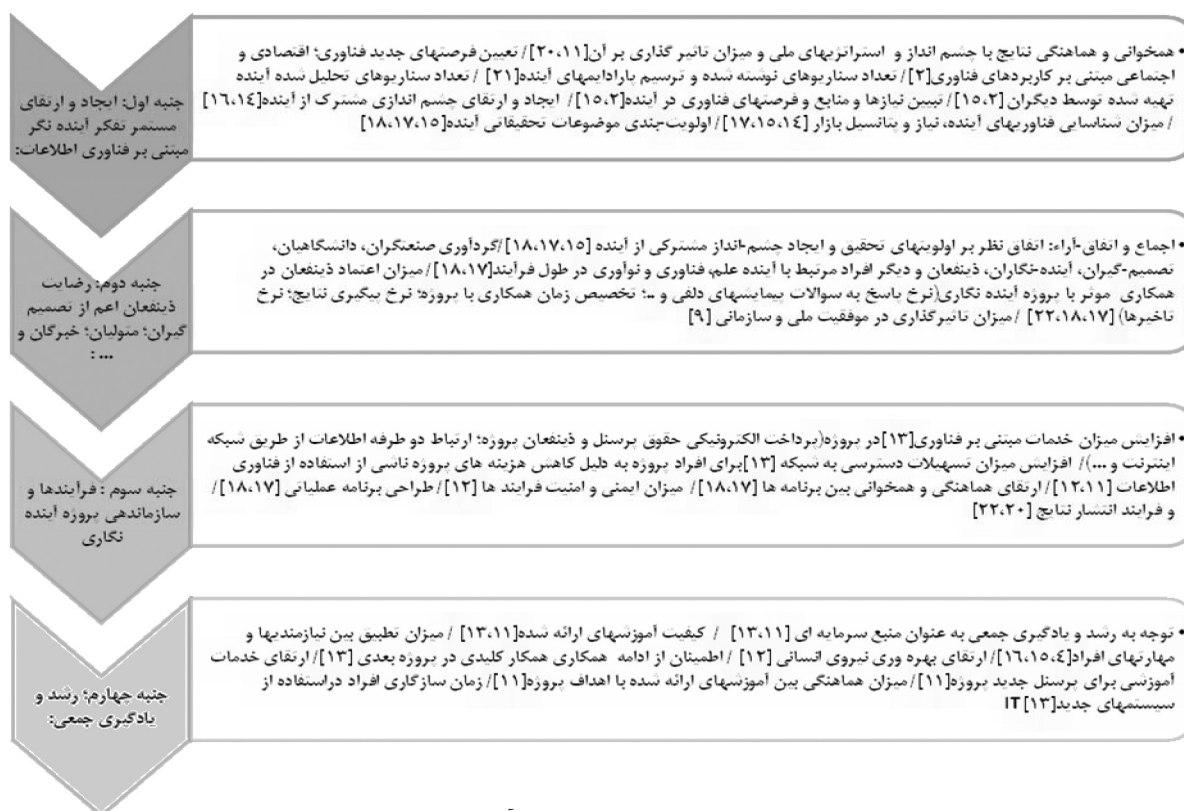 جنبه اول: ایجاد و ارتقای
مستمر تفکر آینده نگر
مبتنی بر فناوری اطلاعات:
•همخوانی و هماهنگی نتایج با چشم انداز و  استراتژیهای ملی و میزان تاثیر گذاری بر آن[۲۰،۱۱]/ تعیین فرصتهای جدید فناوری؛ اقتصادی و
اجتماعی مبتنی بر کاربردهای فناوری[۲]/ تعداد سناریوهای نوشته شده و ترسیم پارادایمهای آینده[۲۱] / تعداد سناریوهای تحلیل شده آینده
تهیه شده توسط دیگران [۱۵،۲]/ تبیین نیازها و منابع و فرصتهای فناوری در آینده[۱۵،۲]/  ایجاد و ارتقای چشم اندازی مشترک از آینده[۱۶،۱٤]
/ میزان شناسایی فناوریهای آینده، نیاز و پتانسیل بازار [۱۷،۱۵،۱٤]/ اولویت-بندی موضوعات تحقیقاتی آینده[۱۸،۱۷،۱۵]
جنبه دوم: رضایت
ذینفعان اعم از تصمیم
گیران؛ متولیان؛ خبرگان و
... :
•اجماع و اتفاق-آراء: اتفاق نظر بر اولویتهای تحقیق و ایجاد چشم-انداز مشترکی از آینده [۱۸،۱۷،۱۵]/گردآوری صنعتگران، دانشگاهیان،
تصمیم-گیران، آینده-نگاران، ذینفعان و دیگر افراد مرتبط با آینده علم، فناوری و نوآوری در طول فرآیند[۱۸،۱۷]/ میزان اعتماد ذینفعان در
همکاری  موثر با پروژه آینده نگاری(نرخ پاسخ به سوالات پیمایشهای دلفی و ..؛ تخصیص زمان همکاری با پروژه؛ نرخ پیگیری نتایج؛ نرخ
تاخیرها) [۲۲،۱۸،۱۷]  / میزان تاثیرگذاری در موفقیت ملی و سازمانی [۹]
جنبه سوم : فرآیندها و
سازماندهی پروژه آینده
نگاری
•افزایش میزان خدمات مبتنی بر فناوری[۱۳]در پروژه(پرداخت الکترونیکی حقوق پرسنل و ذینفعان پروژه؛ ارتباط دو طرفه اطلاعات از طریق شبکه
اینترنت و ...)/  افزایش میزان تسهیلات دسترسی به شبکه [۱۳]برای افراد پروژه به دلیل کاهش هزینه های پروژه ناشی از استفاده از فناوری
اطلاعات [۱۲،۱۱]/ ارتقای هماهنگی و همخوانی بین برنامه ها [۱۸،۱۷]/  میزان ایمنی و امنیت فرایند ها [۱۲]/ طراحی برنامه عملیاتی [۱۸،۱۷]/
و فرایند انتشار نتایج [۲۲،۲۰]
جنبه چهارم؛ رشد و
یادگیری جمعی:
•توجه به رشد و یادگیری جمعی به عنوان منبع سرمایه ای [۱۳،۱۱]  /  کیفیت آموزشهای ارائه شده[۱۳،۱۱]  / میزان تطبیق بین نیازمندیها و
مهارتهای افراد[۱٦،۱۵،٤]/ ارتقای بهره وری نیروی انسانی [۱۲]  / اطمینان از ادامه  همکاری همکار کلیدی در پروژه بعدی [۱۳]/ ارتقای خدمات
آموزشی برای پرسنل جدید پروژه[۱۱]/ میزان هماهنگی بین آموزشهای ارائه شده با اهداف پروژه[۱۱]/ زمان سازگاری افراد دراستفاده از
سیستمهای جدید IT[۱۳]